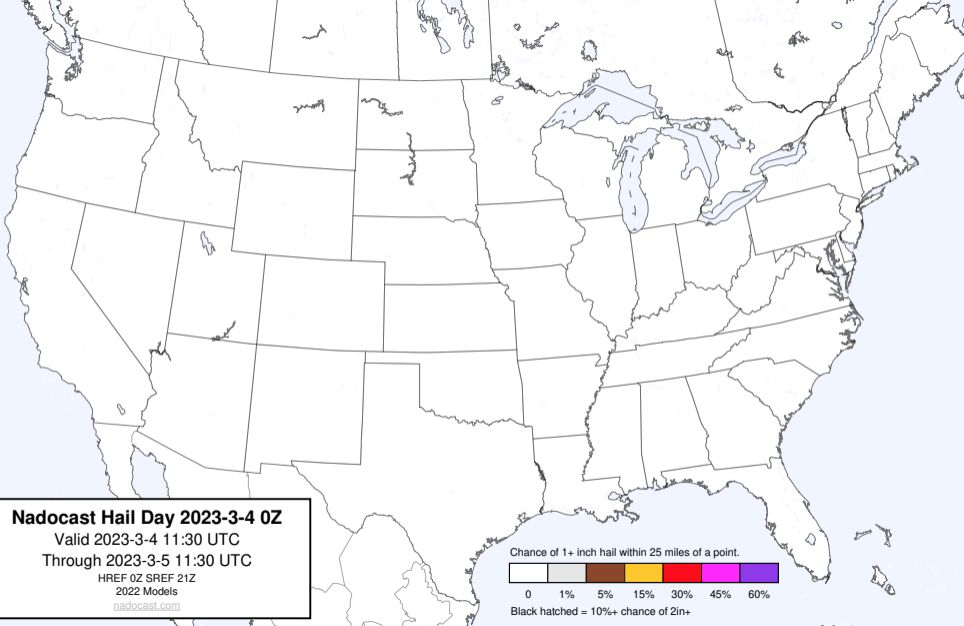 Nadocast Hail Day 2023-3-4 0Z
Valid 2023-3-4 11:30 UTC
Through 2023-3-5 11:30 UTC
HREF 0Z SREF 21Z
2022 Models
nadocast.com
Chance of 1+ inch hail within 25 miles of a point.
0 1% 5% 15% 30% 45% 60%
Black hatched = 10%+ chance of 2in+